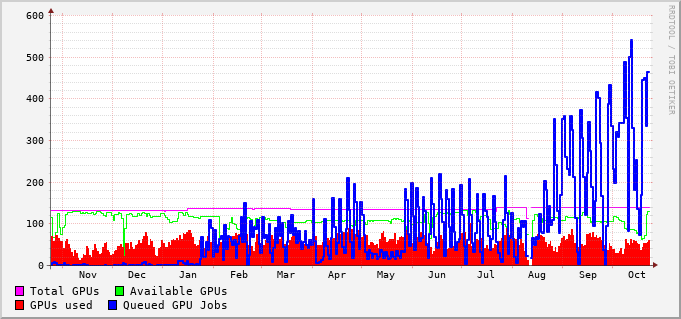 600
500
400
300
200
100
0
Nov Dec Jan Feb Mar Apr May Jun Jul Aug Sep Oct
Total GPUs Available GPUs
GPUs used Queued GPU Jobs
RRDTOOL / TOBI OETIKER